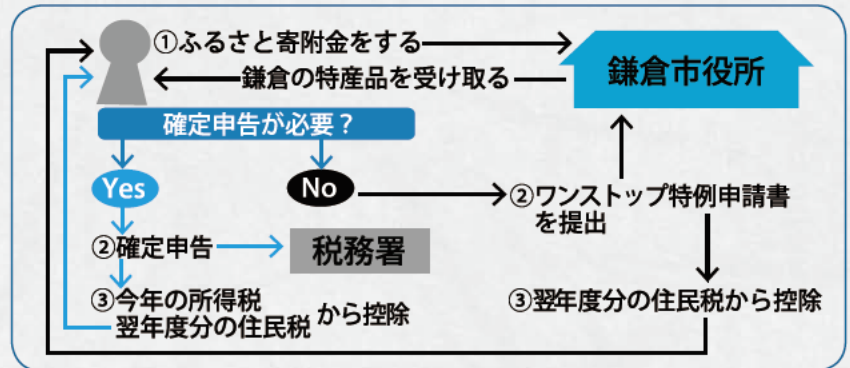 ①ふるさと寄附金をする
鎌倉の特産品を受け取る
鎌倉市役所
確定申告が必要？
Yes
No
②確定申告
税務署
③今年の所得税
翌年度分の住民税
から控除
②ワンストップ特例申請書
を提出
③翌年度分の住民税から控除